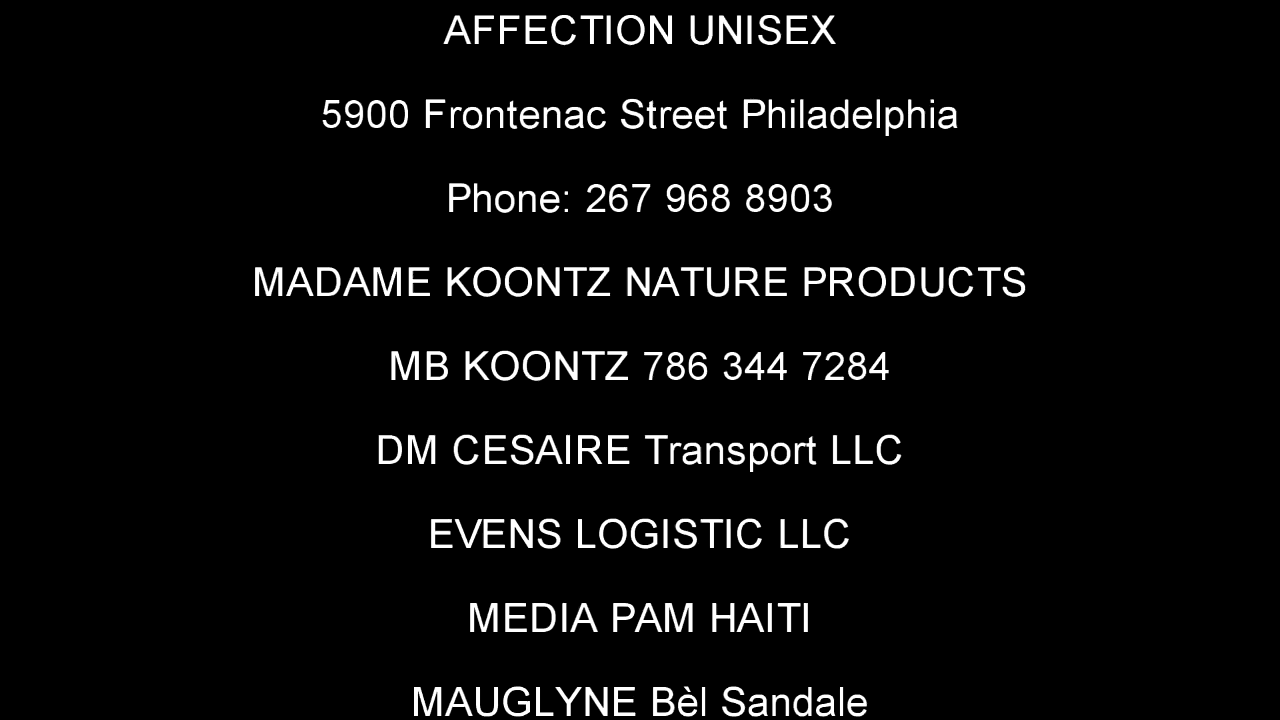 AFFECTION UNISEX
5900 Frontenac Street Philadelphia
Phone: 267 968 8903
MADAME KOONTZ NATURE PRODUCTS
MB KOONTZ 786 344 7284
DM CESAIRE Transport LLC
EVENS LOGISTIC LLC
MEDIA PAM HAITI
MAUGLYNE Bèl Sandale